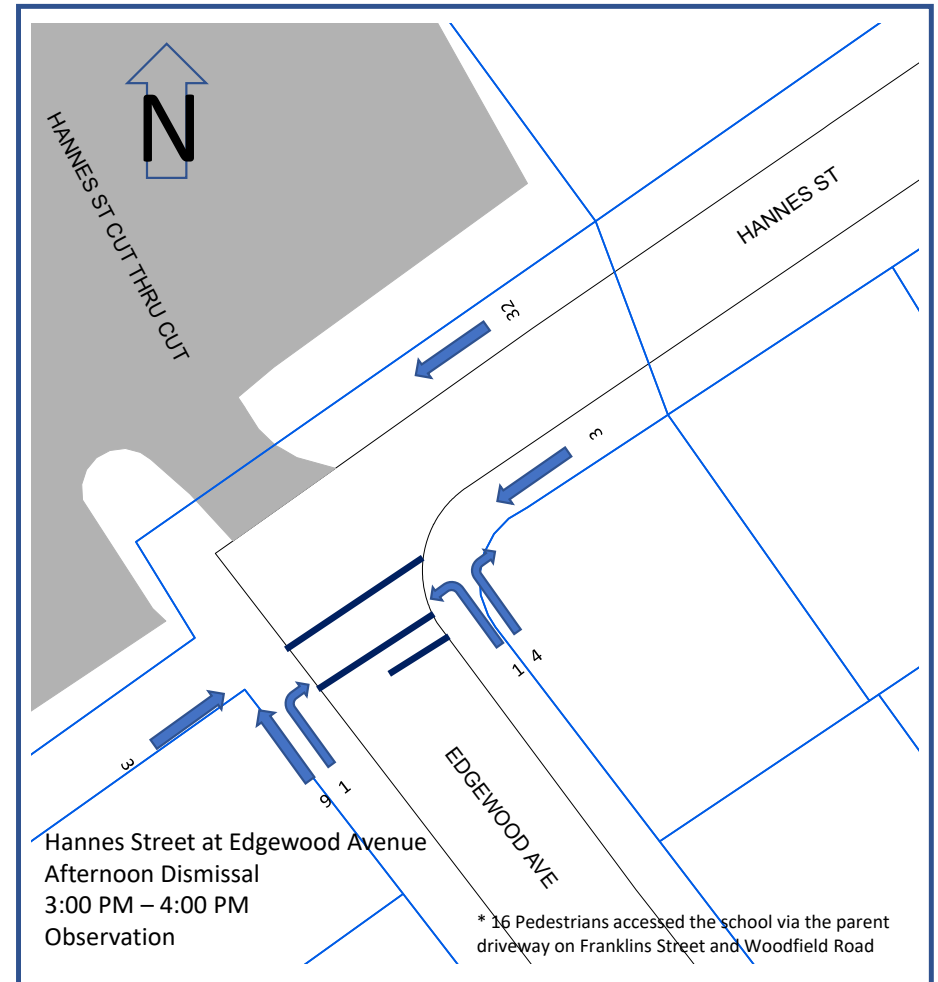 N
HANNES ST CUT THRU CUT
HANNES ST
32
3
1 4
3
9 1
EDGEWOOD AVE
Hannes Street at Edgewood Avenue
Afternoon Dismissal
3:00 PM – 4:00 PM
Observation
* 16 Pedestrians accessed the school via the parent
driveway on Franklins Street and Woodfield Road